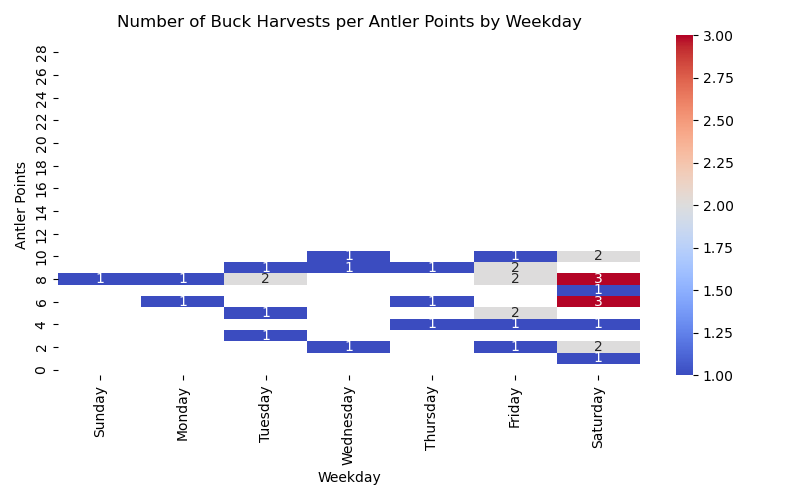 Number of Buck Harvests per Antler Points by Weekday
3.00
28
26
2.75
24
22
2.50
20
18
2.25
Antler Points
16
14
2.00
12
10 1 1 2
1 1 1 2
1.75
8 1 1 2 2 3
1
6 1 1 3
1.50
1 2
4 1 1 1
1
1.25
2 1 1 2
1
0
1.00
Sunday Monday Tuesday Wednesday Thursday Friday Saturday
Weekday